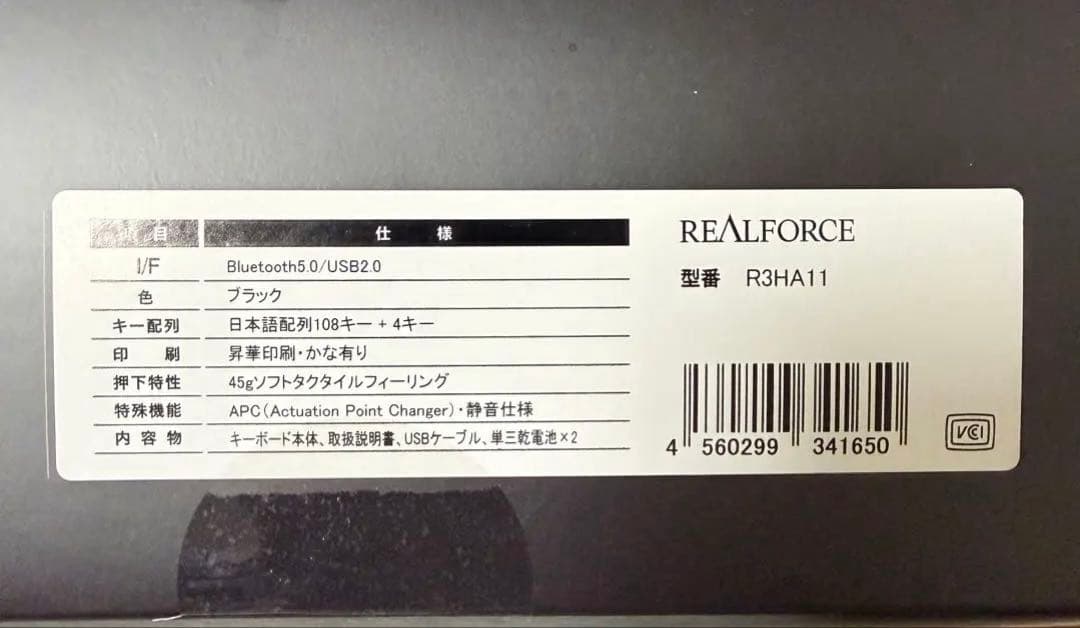 項目 仕様
I/F Bluetooth5.0/USB2.0
色 ブラック
キー配列 日本語配列108キー + 4キー
印刷 昇華印刷・かな有り
押下特性 45gソフトタクタイルフィーリング
特殊機能 APC(Actuation Point Changer)・静音仕様
内容物 キーボード本体、取扱説明書、USBケーブル、単三乾電池×2
REALFORCE
型番 R3HA11
4 560299 341650
VCI